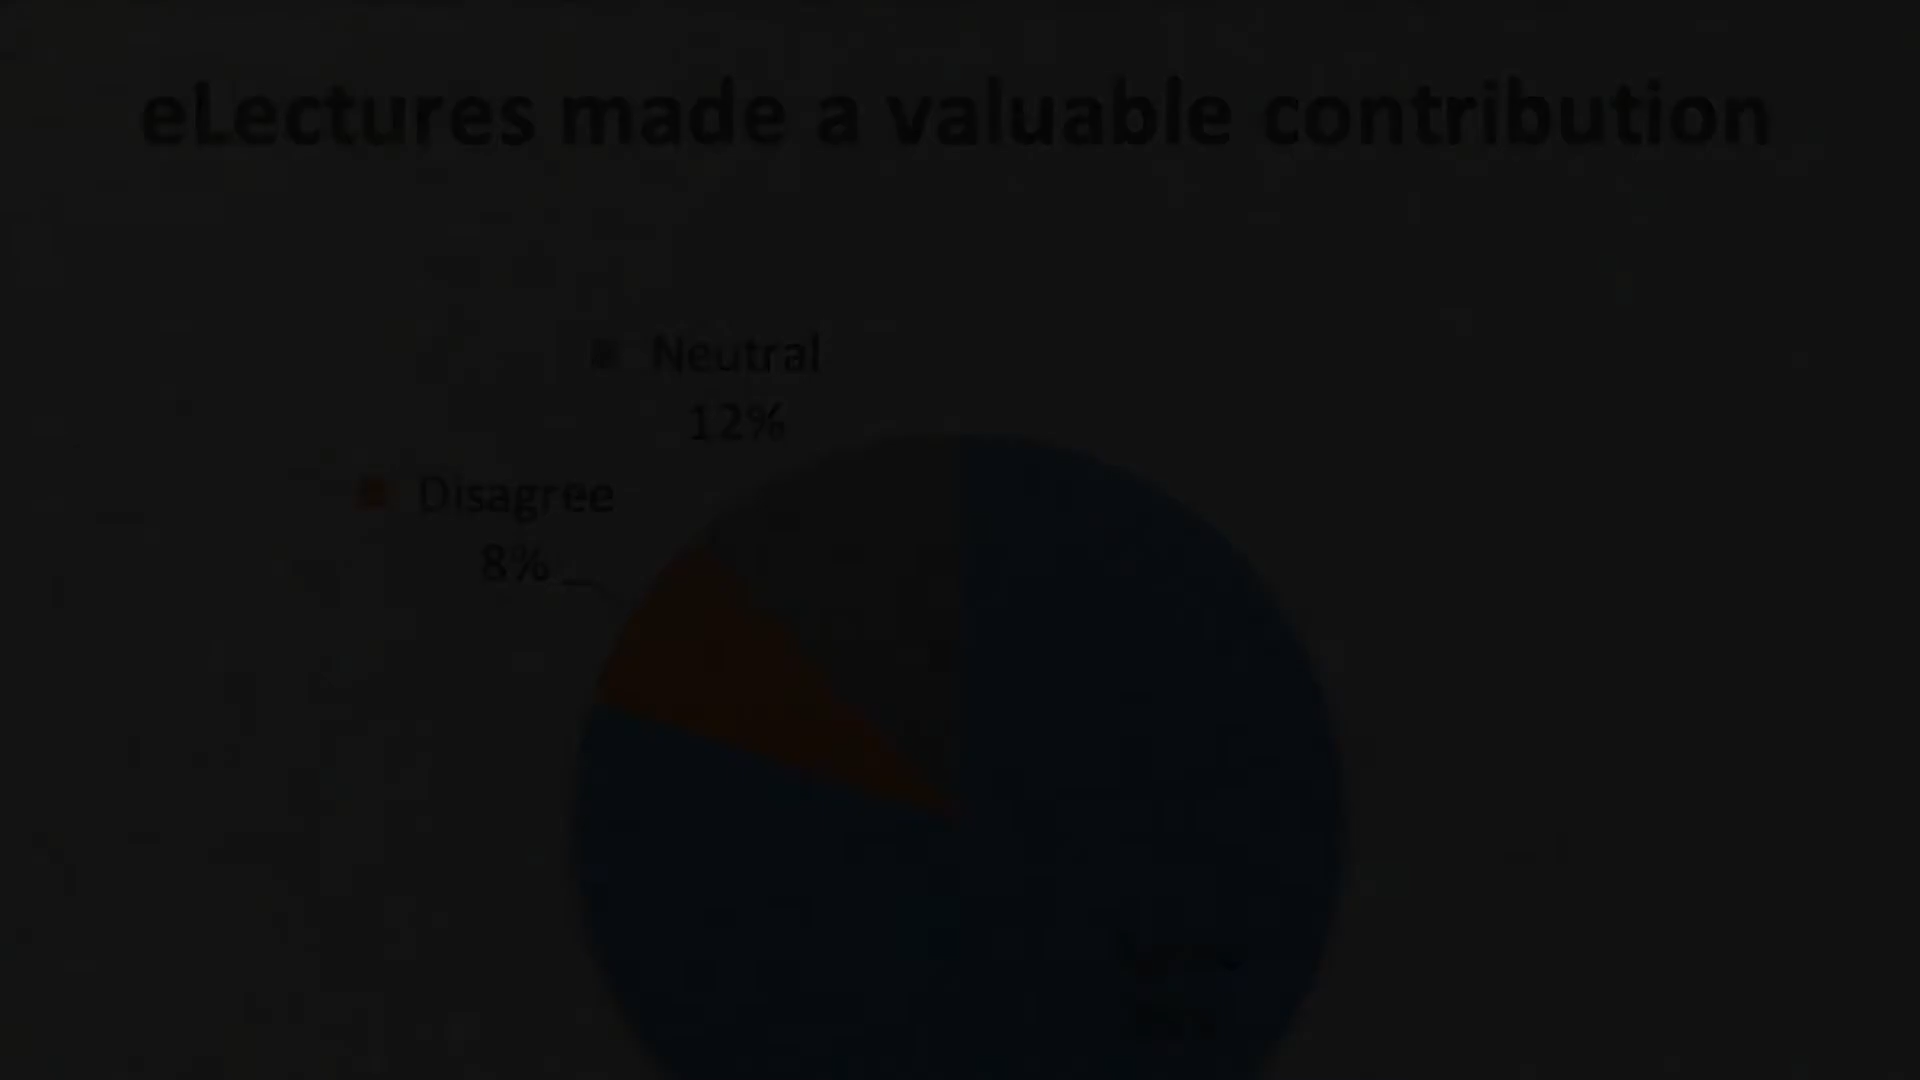 eLectures made a valuable contribution
Neutral
12%
Disagree
8%